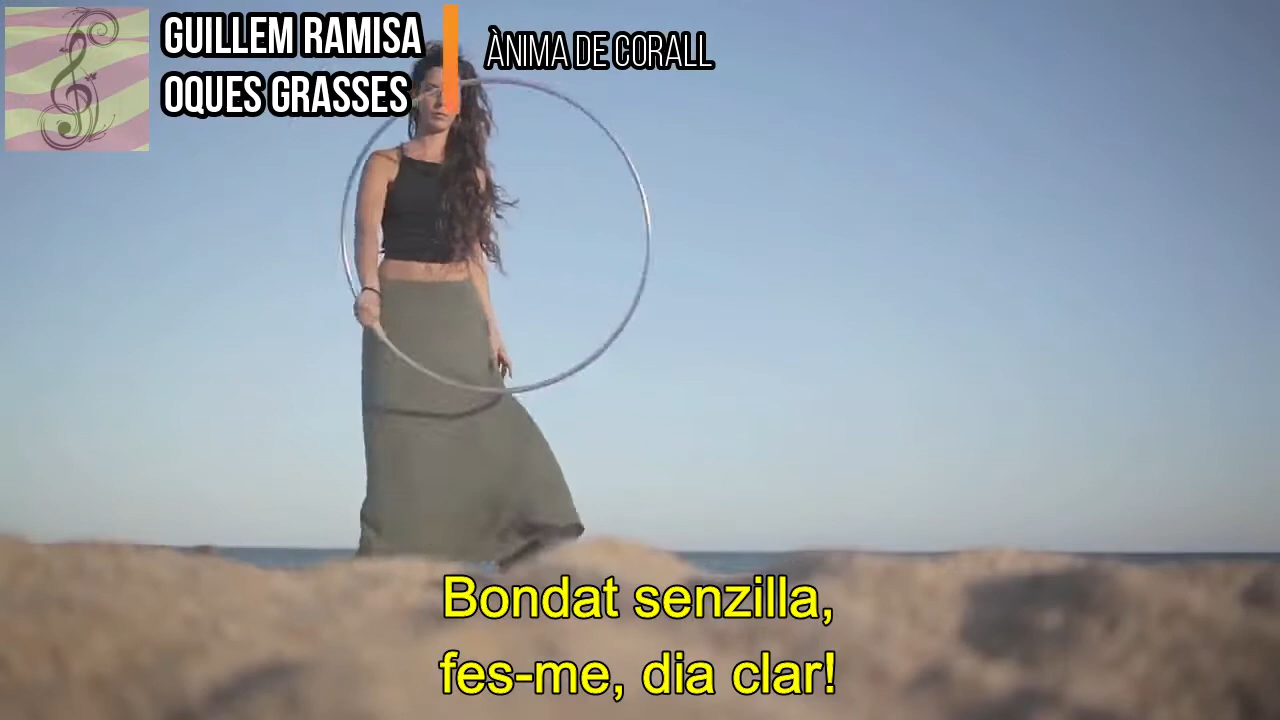 GUILLEM RAMISA
OQUES GRASSES
ÀNIMA DE CORALL
Bondat senzilla,
fes-me, dia clar!